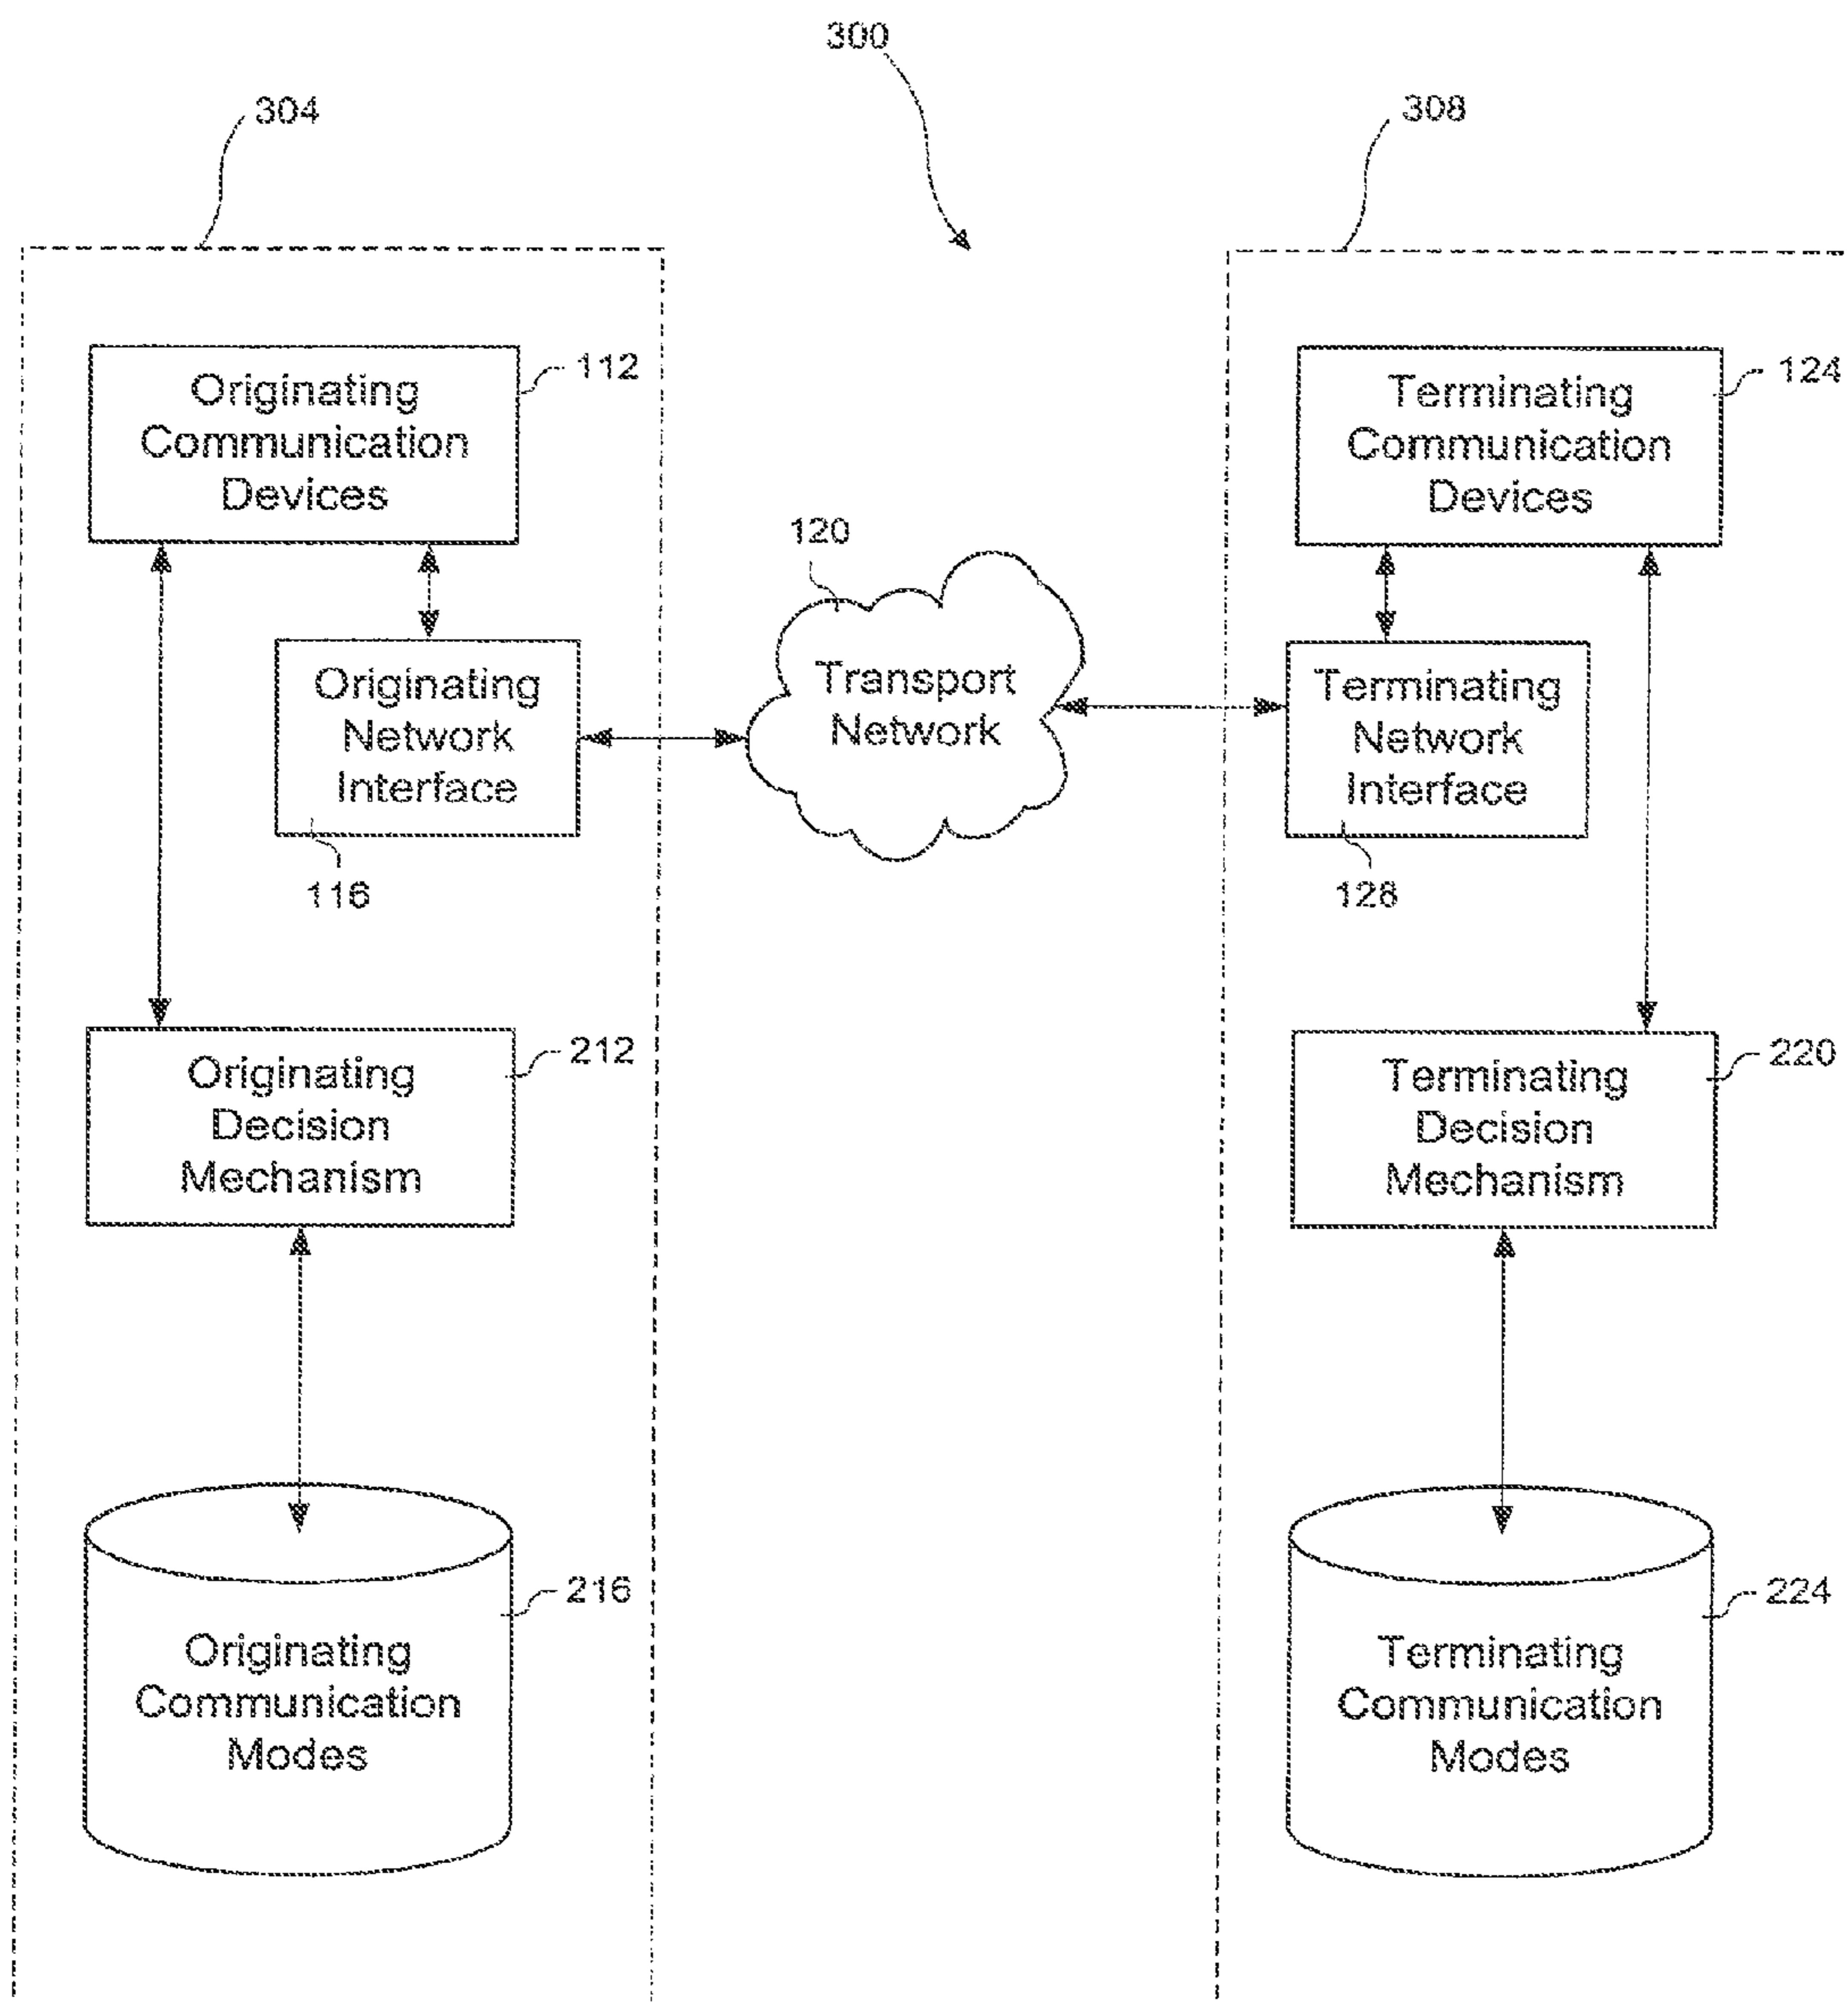 300
304
308
Originating
Communication
Devices
112
Terminating
Communication
Devices
124
120
Originating
Network
Interface
116
Transport
Network
Terminating
Network
Interface
128
Originating
Decision
Mechanism
212
Terminating
Decision
Mechanism
220
Originating
Communication
Modes
216
Terminating
Communication
Modes
224